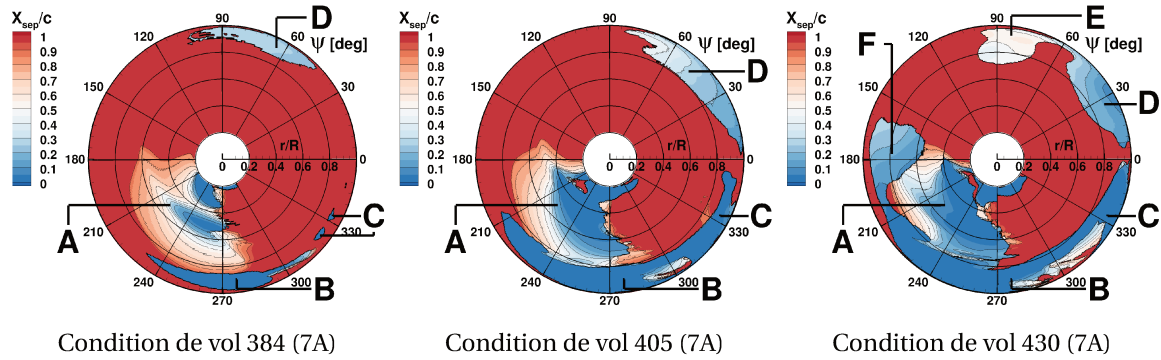 Xsep/c
1
0.9
0.8
0.7
0.6
0.5
0.4
0.3
0.2
0.1
0
90
D
60
Ψ [deg]
120
30
150
r/R
180
0 0.2 0.4 0.6 0.8
0
C
A
210
330
240
300
B
270
Condition de vol 384 (7A)
Xsep/c
1
0.9
0.8
0.7
0.6
0.5
0.4
0.3
0.2
0.1
0
90
60
Ψ [deg]
120
D
30
150
r/R
180
0 0.2 0.4 0.6 0.8
0
C
A
210
330
240
300
B
270
Condition de vol 405 (7A)
Xsep/c
1
0.9
0.8
0.7
0.6
0.5
0.4
0.3
0.2
0.1
0
90
E
60
Ψ [deg]
F
120
30
D
150
r/R
180
0 0.2 0.4 0.6 0.8
0
C
A
210
330
240
300
B
270
Condition de vol 430 (7A)